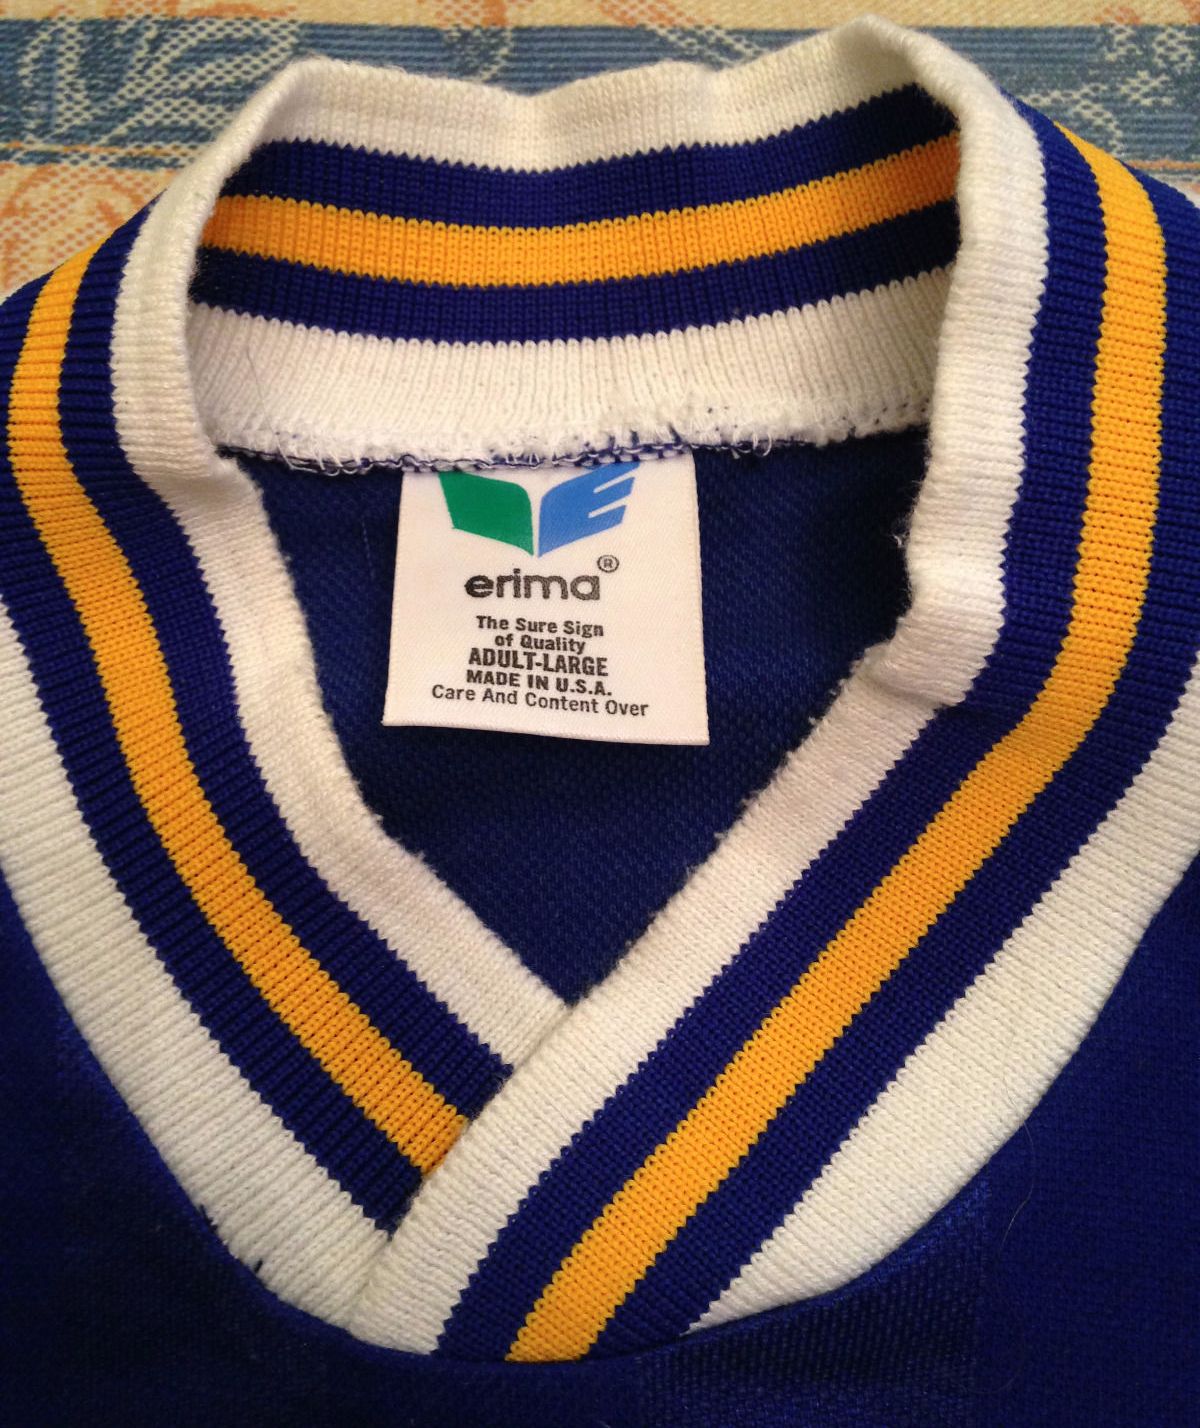 erima®
The Sure Sign
of Quality
ADULT-LARGE
MADE IN U.S.A.
Care And Content Over